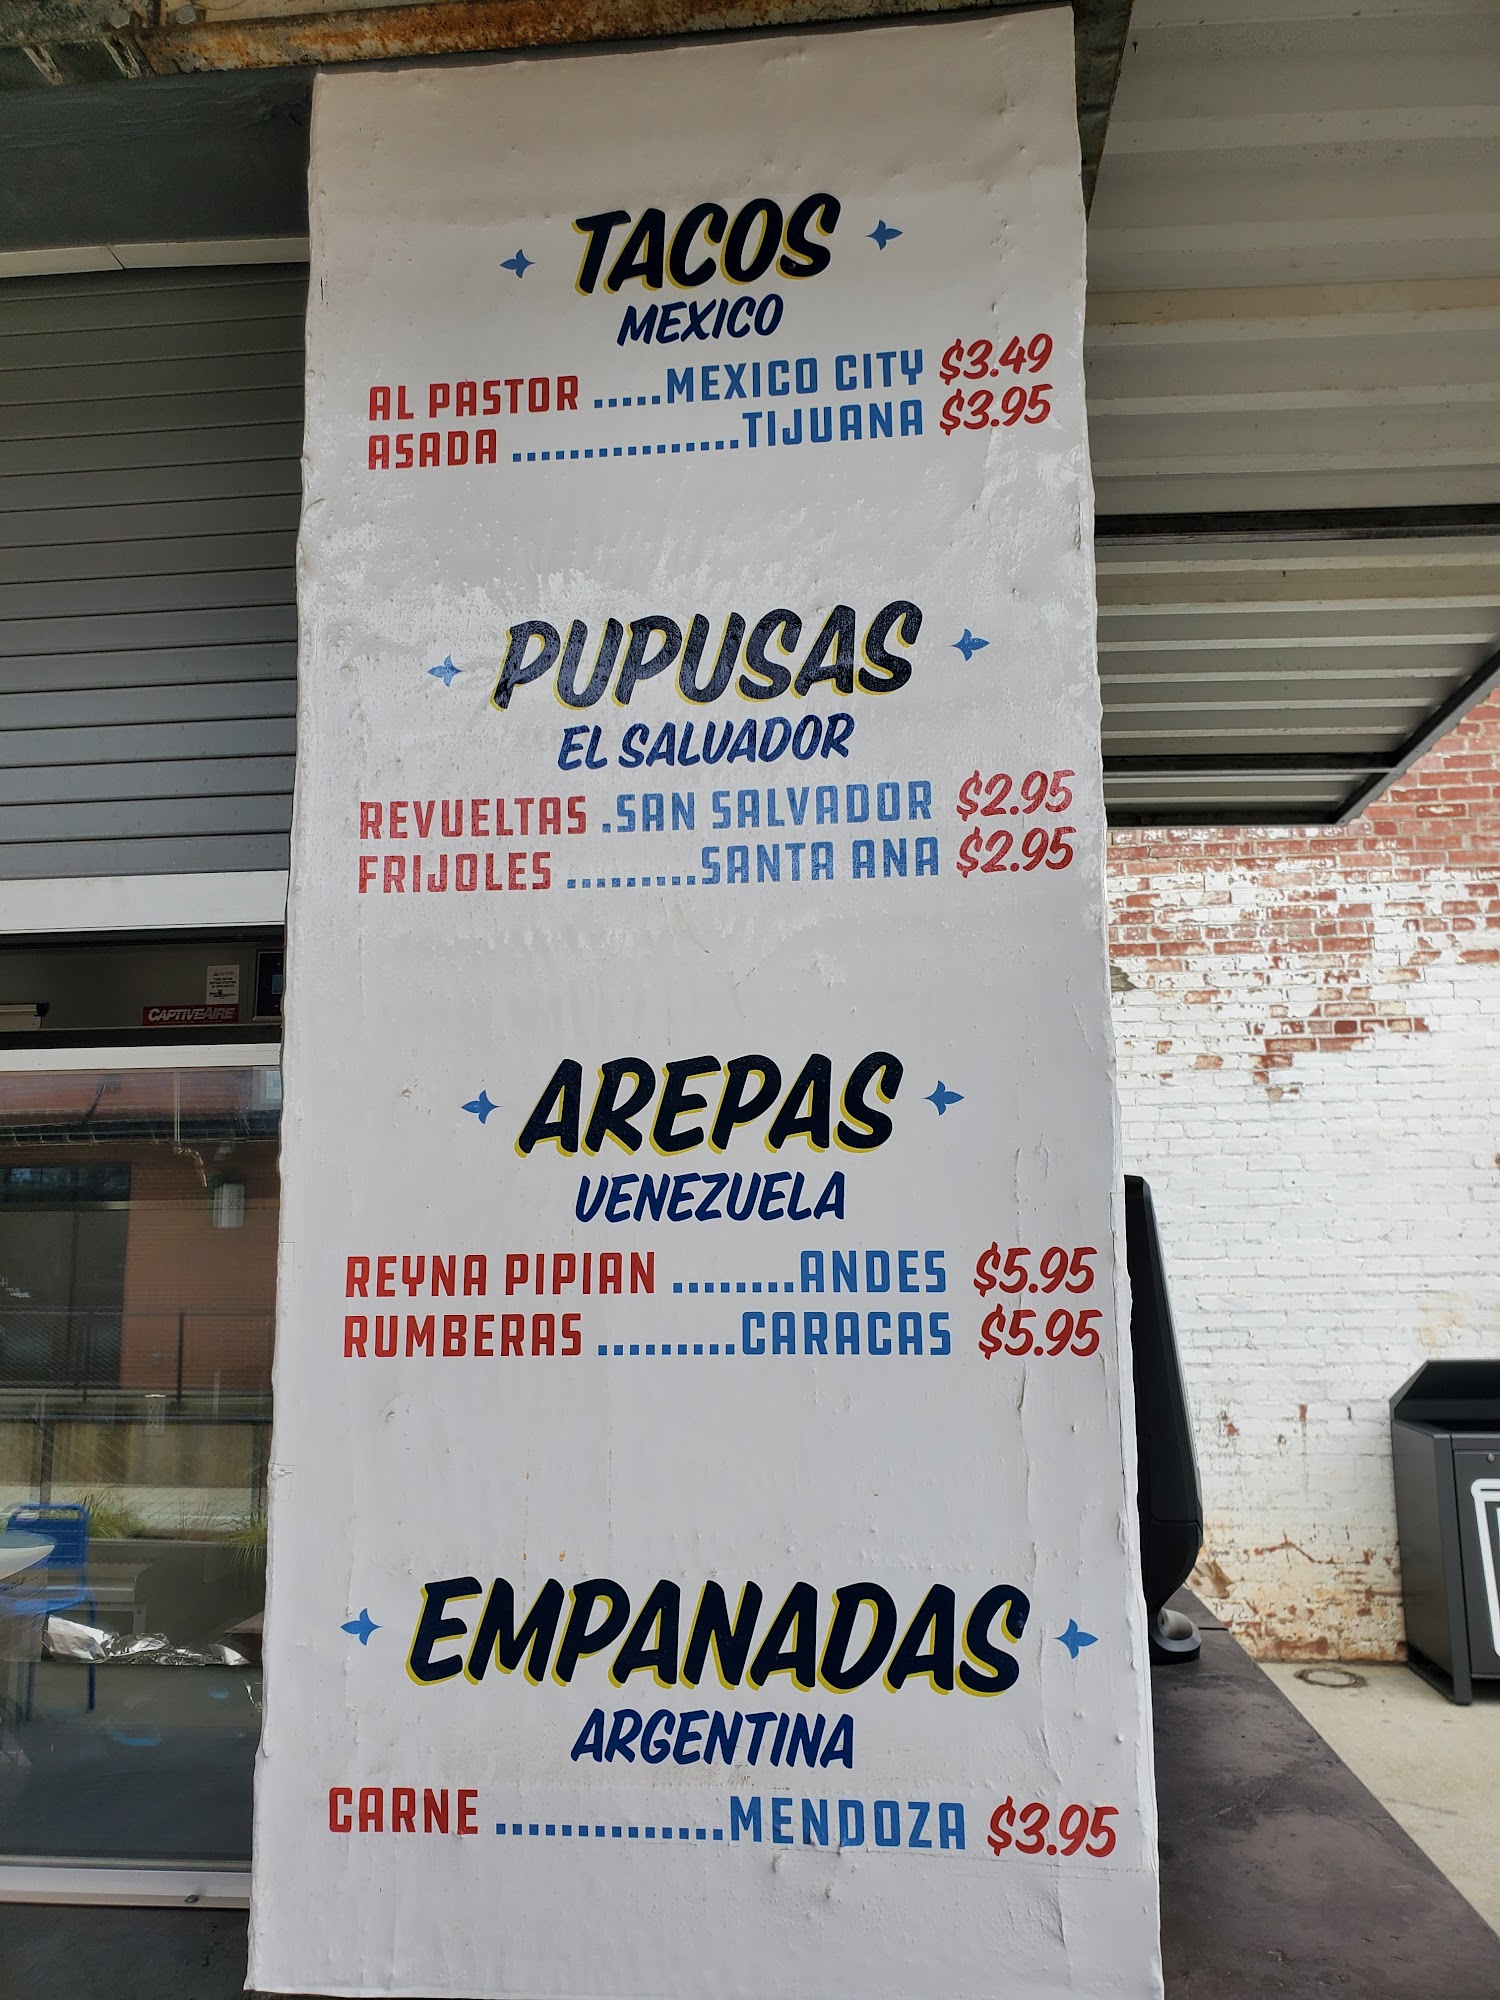 TACOS
MEXICO
AL PASTOR .....MEXICO CITY $3.49
ASADA ................TIJUANA $3.95
PUPUSAS
EL SALVADOR
REVUELTAS .SAN SALVADOR $2.95
FRIJOLES .........SANTA ANA $2.95
AREPAS
VENEZUELA
REYNA PIPIAN ........ANDES $5.95
RUMBERAS .........CARACAS $5.95
EMPANADAS
ARGENTINA
CARNE ..............MENDOZA $3.95
CAPTIVEAIRE